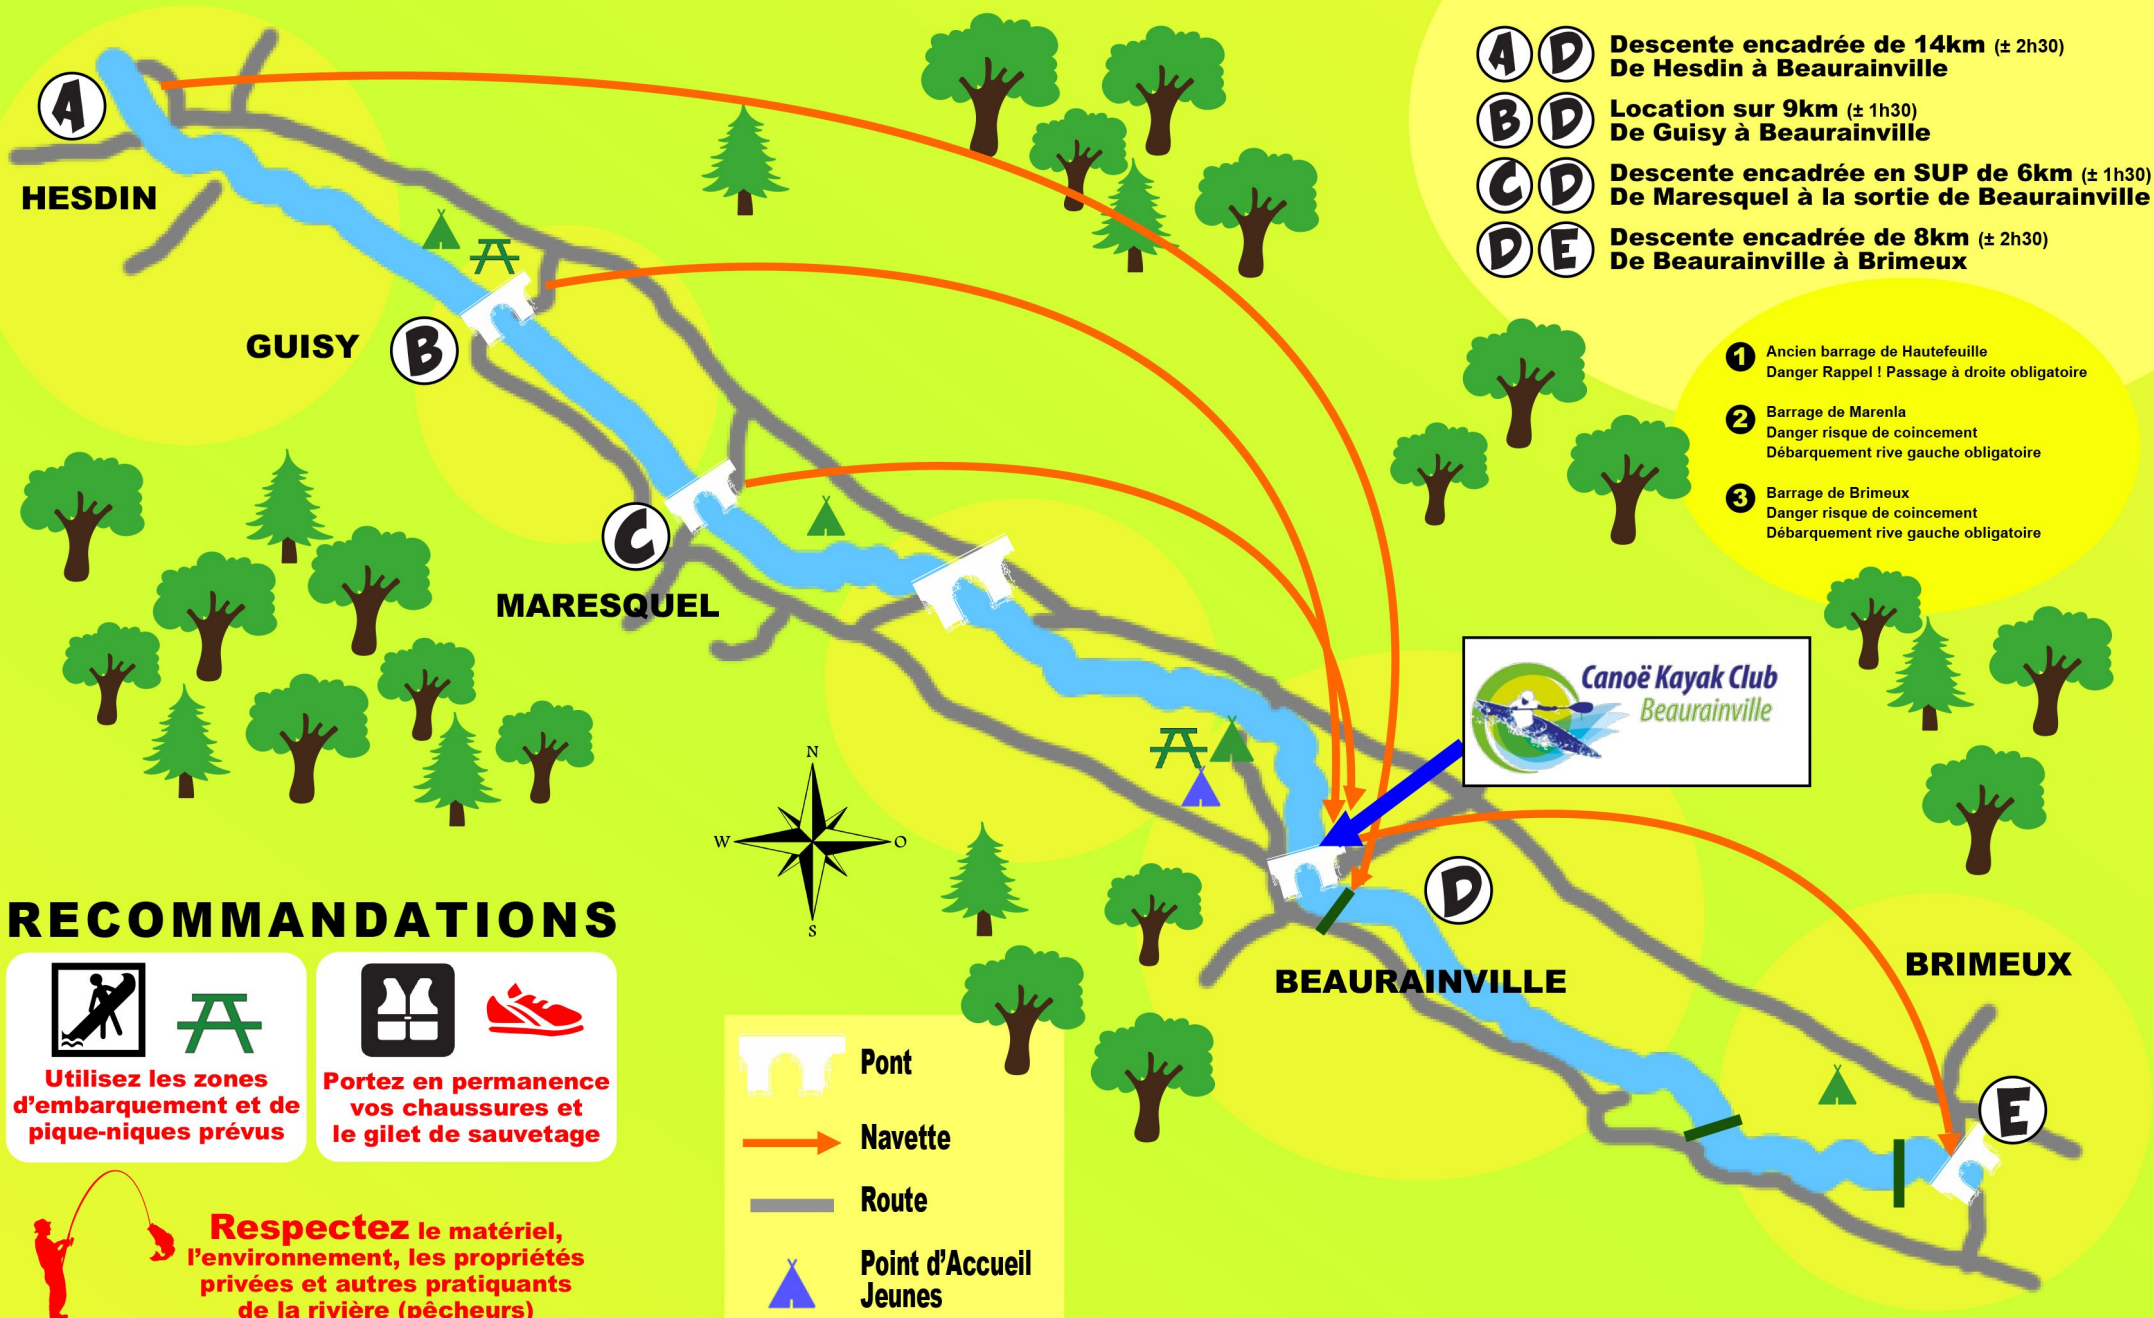 A
HESDIN
GUISY
B
C
MARESQUEL
A D Descente encadrée de 14km (± 2h30)
De Hesdin à Beaurainville
B D Location sur 9km (± 1h30)
De Guisy à Beaurainville
C D Descente encadrée en SUP de 6km (± 1h30)
De Maresquel à la sortie de Beaurainville
D E Descente encadrée de 8km (± 2h30)
De Beaurainville à Brimeux
1 Ancien barrage de Hautefeuille
Danger Rappel ! Passage à droite obligatoire
2 Barrage de Marenla
Danger risque de coincement
Débarquement rive gauche obligatoire
3 Barrage de Brimeux
Danger risque de coincement
Débarquement rive gauche obligatoire
Canoë Kayak Club
Beaurainville
N
W O
S
D
BEAURAINVILLE
BRIMEUX
E
RECOMMANDATIONS
Utilisez les zones
d'embarquement et de
pique-niques prévus
Portez en permanence
vos chaussures et
le gilet de sauvetage
Respectez le matériel,
l'environnement, les propriétés
privées et autres pratiquants
de la rivière (pêcheurs)
Pont
Navette
Route
Point d'Accueil
Jeunes